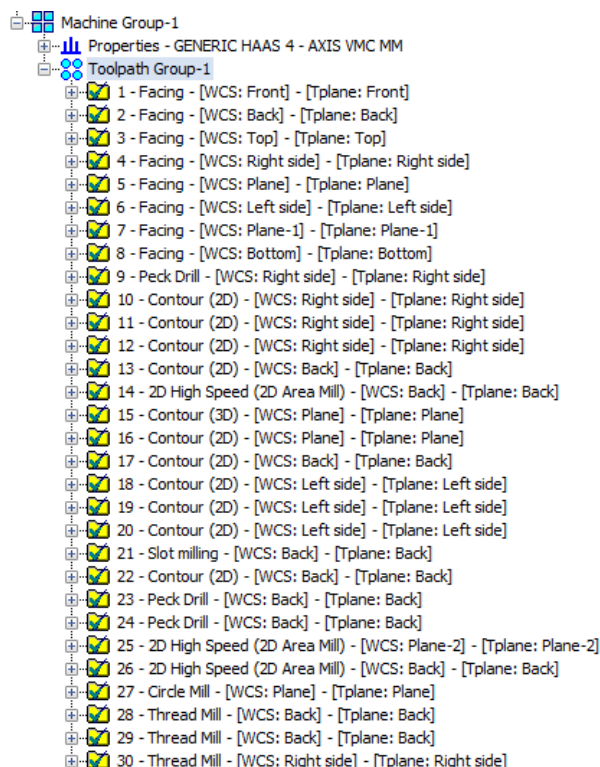 Machine Group-1
Properties - GENERIC HAAS 4 - AXIS VMC MM
Toolpath Group-1
1 - Facing - [WCS: Front] - [Tplane: Front]
2 - Facing - [WCS: Back] - [Tplane: Back]
3 - Facing - [WCS: Top] - [Tplane: Top]
4 - Facing - [WCS: Right side] - [Tplane: Right side]
5 - Facing - [WCS: Plane] - [Tplane: Plane]
6 - Facing - [WCS: Left side] - [Tplane: Left side]
7 - Facing - [WCS: Plane-1] - [Tplane: Plane-1]
8 - Facing - [WCS: Bottom] - [Tplane: Bottom]
9 - Peck Drill - [WCS: Right side] - [Tplane: Right side]
10 - Contour (2D) - [WCS: Right side] - [Tplane: Right side]
11 - Contour (2D) - [WCS: Right side] - [Tplane: Right side]
12 - Contour (2D) - [WCS: Right side] - [Tplane: Right side]
13 - Contour (2D) - [WCS: Back] - [Tplane: Back]
14 - 2D High Speed (2D Area Mill) - [WCS: Back] - [Tplane: Back]
15 - Contour (3D) - [WCS: Plane] - [Tplane: Plane]
16 - Contour (2D) - [WCS: Plane] - [Tplane: Plane]
17 - Contour (2D) - [WCS: Back] - [Tplane: Back]
18 - Contour (2D) - [WCS: Left side] - [Tplane: Left side]
19 - Contour (2D) - [WCS: Left side] - [Tplane: Left side]
20 - Contour (2D) - [WCS: Left side] - [Tplane: Left side]
21 - Slot milling - [WCS: Back] - [Tplane: Back]
22 - Contour (2D) - [WCS: Back] - [Tplane: Back]
23 - Peck Drill - [WCS: Back] - [Tplane: Back]
24 - Peck Drill - [WCS: Back] - [Tplane: Back]
25 - 2D High Speed (2D Area Mill) - [WCS: Plane-2] - [Tplane: Plane-2]
26 - 2D High Speed (2D Area Mill) - [WCS: Back] - [Tplane: Back]
27 - Circle Mill - [WCS: Plane] - [Tplane: Plane]
28 - Thread Mill - [WCS: Back] - [Tplane: Back]
29 - Thread Mill - [WCS: Back] - [Tplane: Back]
30 - Thread Mill - [WCS: Right side] - [Tplane: Right side]